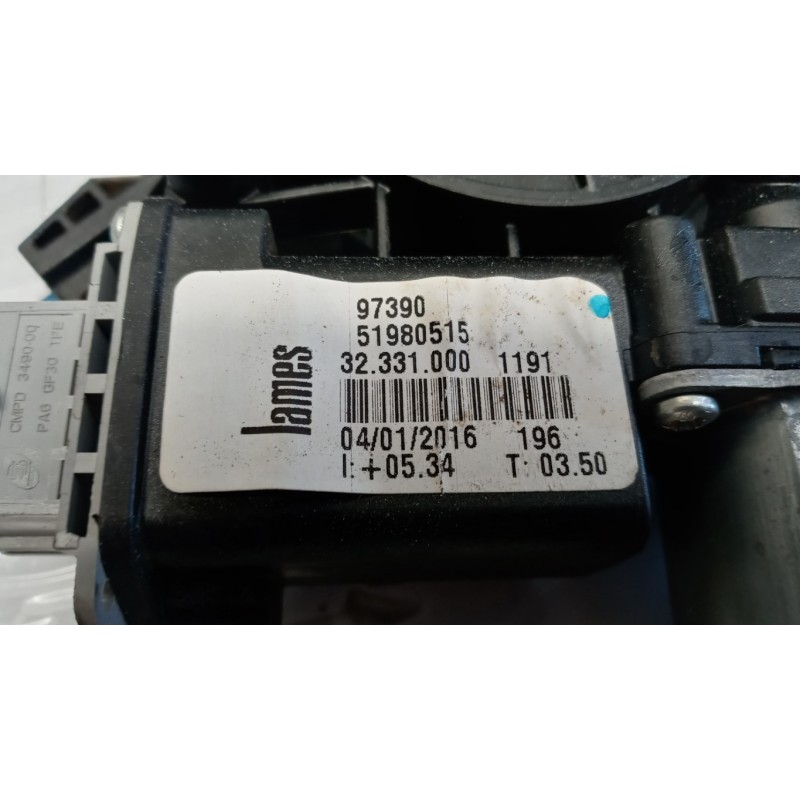 97390
51980515
32.331.000 1191
lames
04/01/2016 196
I:+05.34 T: 03.50
CMPD 3490-00
PA6 GF30 1FE